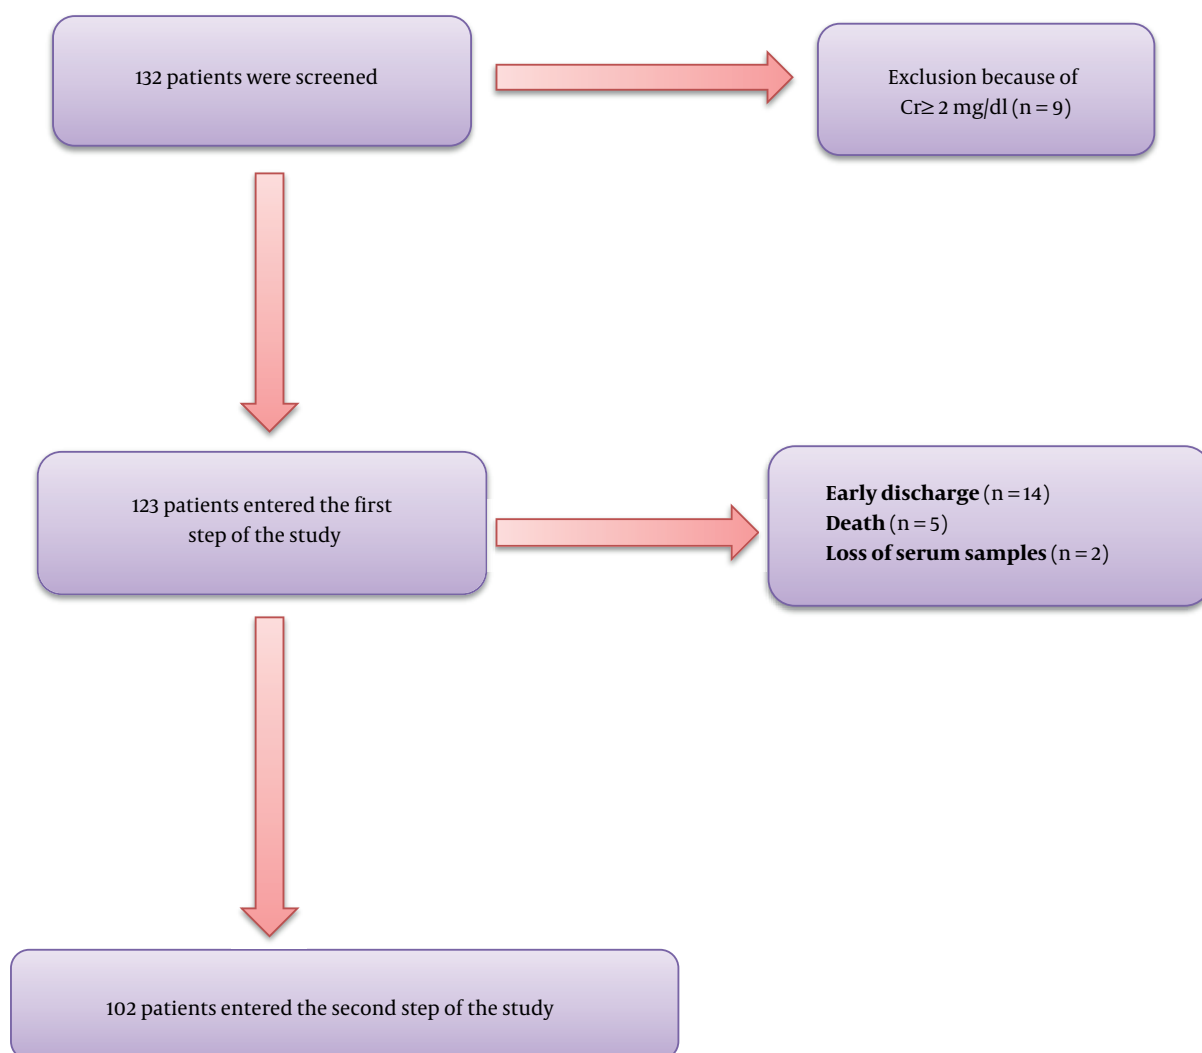 132 patients were screened
Exclusion because of
Cr≥ 2 mg/dl (n = 9)
123 patients entered the first
step of the study
Early discharge (n = 14)
Death (n = 5)
Loss of serum samples (n = 2)
102 patients entered the second step of the study